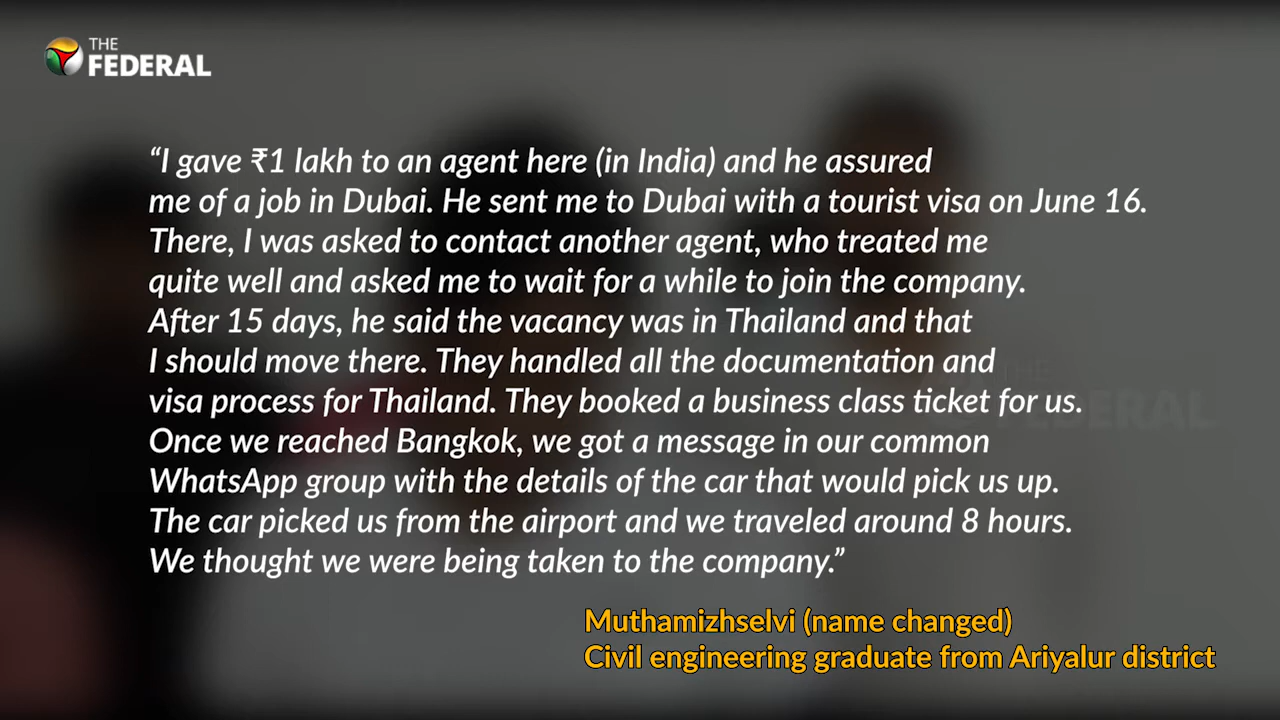 THE
FEDERAL
“I gave ₹1 lakh to an agent here (in India) and he assured
me of a job in Dubai. He sent me to Dubai with a tourist visa on June 16.
There, I was asked to contact another agent, who treated me
quite well and asked me to wait for a while to join the company.
After 15 days, he said the vacancy was in Thailand and that
I should move there. They handled all the documentation and
visa process for Thailand. They booked a business class ticket for us.
Once we reached Bangkok, we got a message in our common
WhatsApp group with the details of the car that would pick us up.
The car picked us from the airport and we traveled around 8 hours.
We thought we were being taken to the company.”
THE
FEDERAL
Muthamizhselvi (name changed)
Civil engineering graduate from Ariyalur district